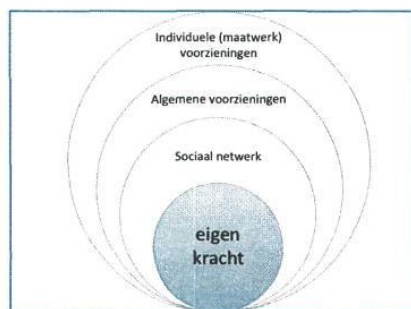 Individuele (maatwerk)
voorzieningen
Algemene voorzieningen
Sociaal netwerk
eigen
kracht